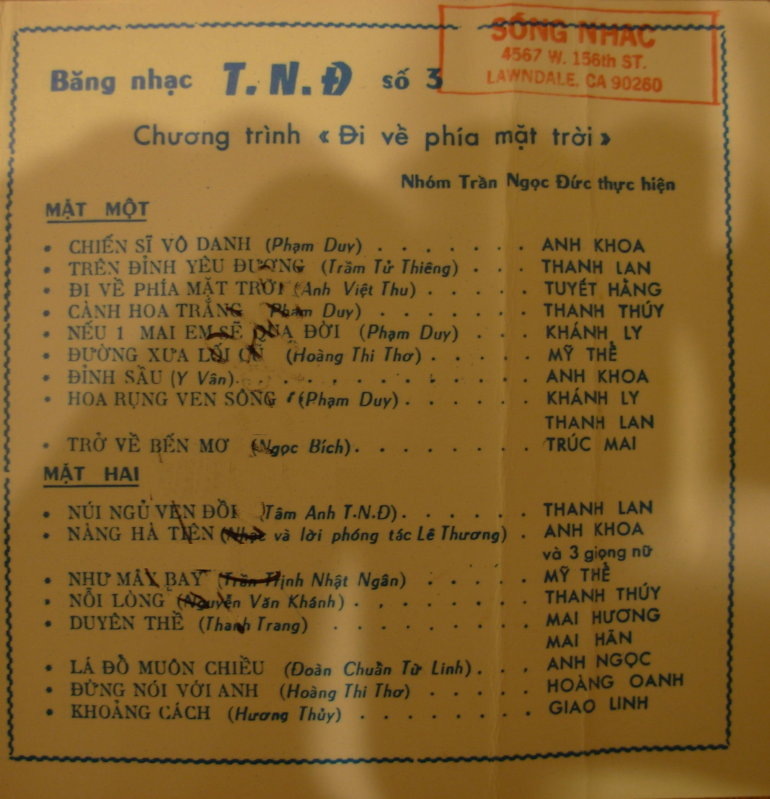 SÓNG NHẠC
4567 W. 156th ST.
LAWNDALE, CA 90260
Băng nhạc T.N.Đ số 3
Chương trình « Đi về phía mặt trời »
Nhóm Trần Ngọc Đức thực hiện
MẶT MỘT
• CHIẾN SĨ VÔ DANH (Phạm Duy) . . . . . . . ANH KHOA
• TRÊN ĐỈNH YÊU ĐƯƠNG (Trầm Tử Thiêng) . . . THANH LAN
• ĐI VỀ PHÍA MẶT TRỜI (Anh Việt Thu) . . . . . TUYẾT HẰNG
• CÀNH HOA TRẮNG (Phạm Duy) . . . . . . . THANH THÚY
• NẾU 1 MAI EM SẼ QUA ĐỜI (Phạm Duy) . . . . KHÁNH LY
• ĐƯỜNG XƯA LỐI CŨ (Hoàng Thi Thơ) . . . . . MỸ THỂ
• ĐỈNH SẦU (Y Vân) . . . . . . . . . . . ANH KHOA
• HOA RỤNG VEN SÔNG (Phạm Duy) . . . . . . KHÁNH LY
THANH LAN
• TRỞ VỀ BẾN MƠ (Ngọc Bích) . . . . . . . . TRÚC MAI
MẶT HAI
• NÚI NGỦ VEN ĐỒI (Tâm Anh T.N.Đ) . . . . . THANH LAN
• NÀNG HÀ TIÊN (Nhạc và lời phóng tác Lê Thương) . ANH KHOA
và 3 giọng nữ
• NHƯ MÂY BAY (Trần Trịnh Nhật Ngân) . . . . . MỸ THỂ
• NỖI LÒNG (Nguyễn Văn Khánh) . . . . . . . THANH THÚY
• DUYÊN THỀ (Thanh Trang) . . . . . . . . . MAI HƯƠNG
MAI HÂN
• LÁ ĐỔ MUÔN CHIỀU (Đoàn Chuẩn Từ Linh) . . . ANH NGỌC
• ĐỪNG NÓI VỚI ANH (Hoàng Thi Thơ) . . . . . HOÀNG OANH
• KHOẢNG CÁCH (Hương Thủy) . . . . . . . . GIAO LINH